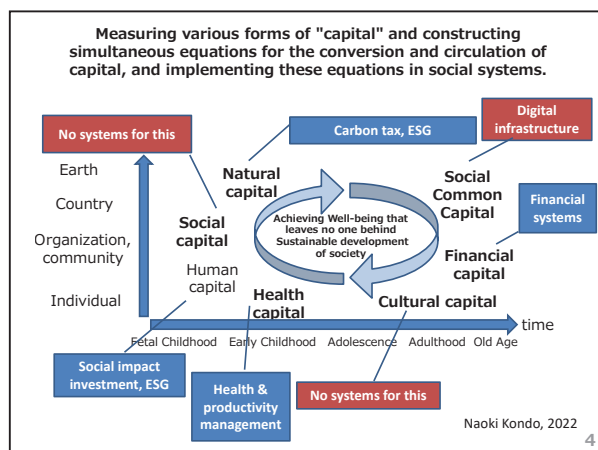 Measuring various forms of "capital" and constructing
simultaneous equations for the conversion and circulation of
capital, and implementing these equations in social systems.
Digital
infrastructure
No systems for this
Carbon tax, ESG
Earth
Natural
capital
Social
Common
Capital
Financial
systems
Country
Social
capital
Achieving Well-being that
leaves no one behind
Sustainable development
of society
Organization,
community
Human
capital
Financial
capital
Individual
Health
capital
Cultural capital
time
Fetal Childhood Early Childhood Adolescence Adulthood Old Age
Social impact
investment, ESG
Health &
productivity
management
No systems for this
Naoki Kondo, 2022
4